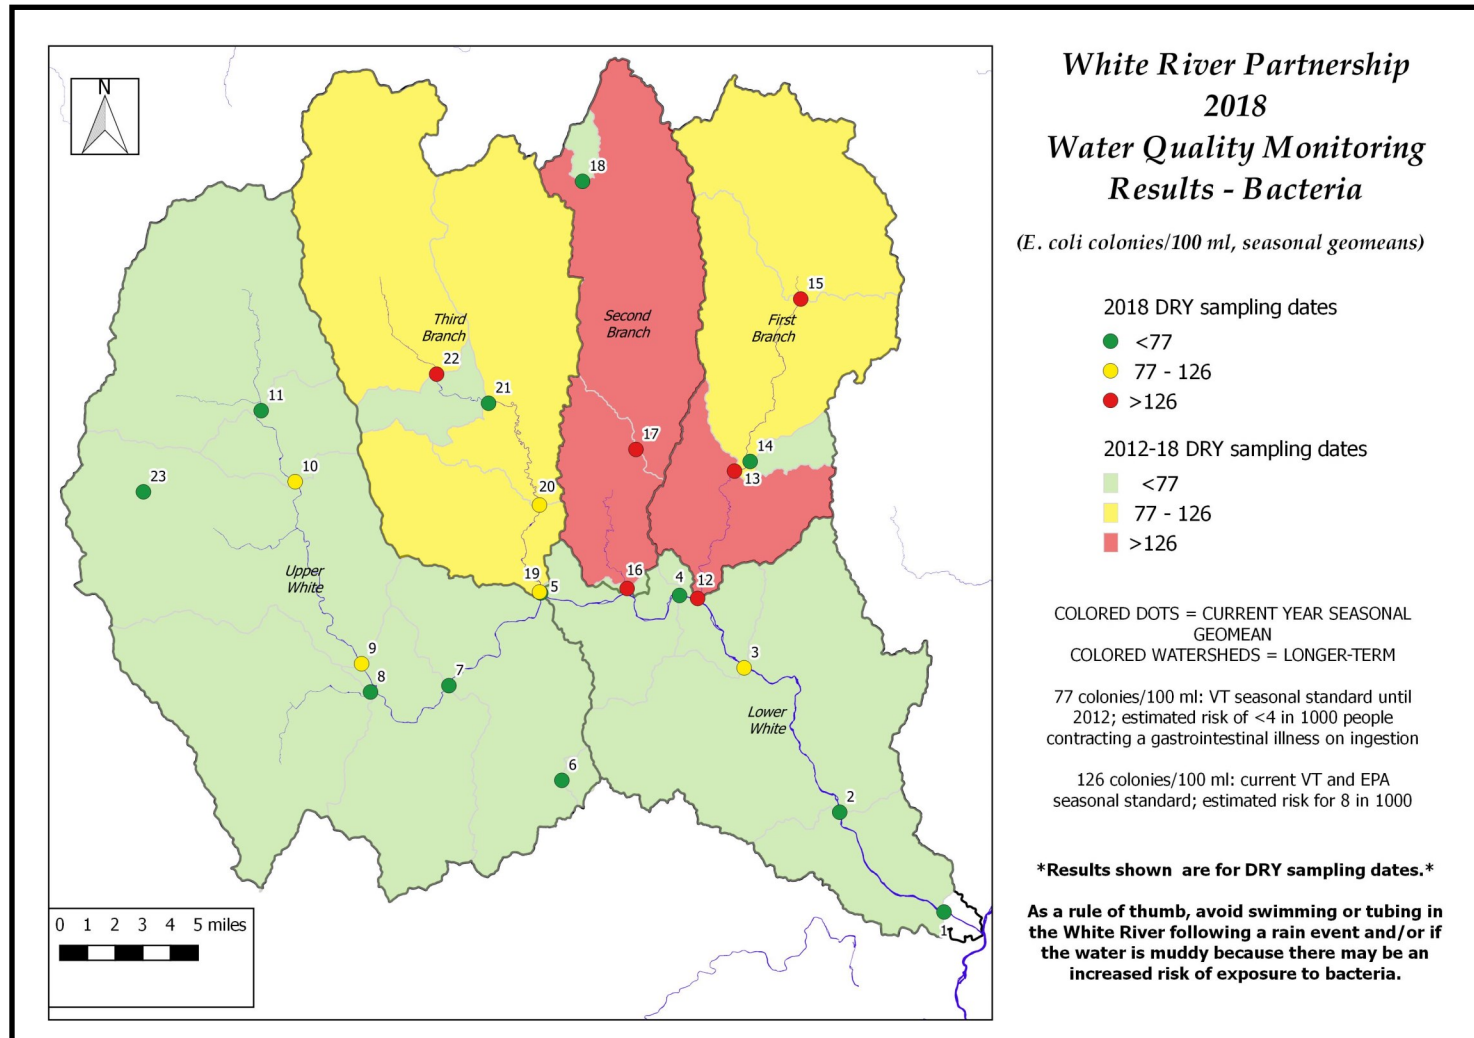 White River Partnership
2018
Water Quality Monitoring
Results - Bacteria
(E. coli colonies/100 ml, seasonal geomeans)
2018 DRY sampling dates
<77
77 - 126
>126
2012-18 DRY sampling dates
<77
77 - 126
>126
COLORED DOTS = CURRENT YEAR SEASONAL
GEOMEAN
COLORED WATERSHEDS = LONGER-TERM
77 colonies/100 ml: VT seasonal standard until
2012; estimated risk of <4 in 1000 people
contracting a gastrointestinal illness on ingestion
126 colonies/100 ml: current VT and EPA
seasonal standard; estimated risk for 8 in 1000
*Results shown are for DRY sampling dates.*
As a rule of thumb, avoid swimming or tubing in
the White River following a rain event and/or if
the water is muddy because there may be an
increased risk of exposure to bacteria.
N
18
15
Third
Branch
Second
Branch
First
Branch
22
21
11
17
14
13
10
23
20
Upper
White
19
5
16
4
12
9
3
8
7
Lower
White
6
2
1
0 1 2 3 4 5 miles